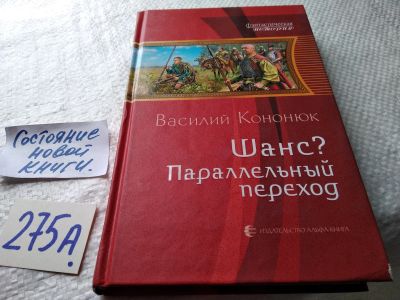 Фантастическая
история
Василий Кононюк
Шанс?
Параллельный
переход
ИЗДАТЕЛЬСТВО АЛЬФА-КНИГА
Состояние
новой
книги.
275А.